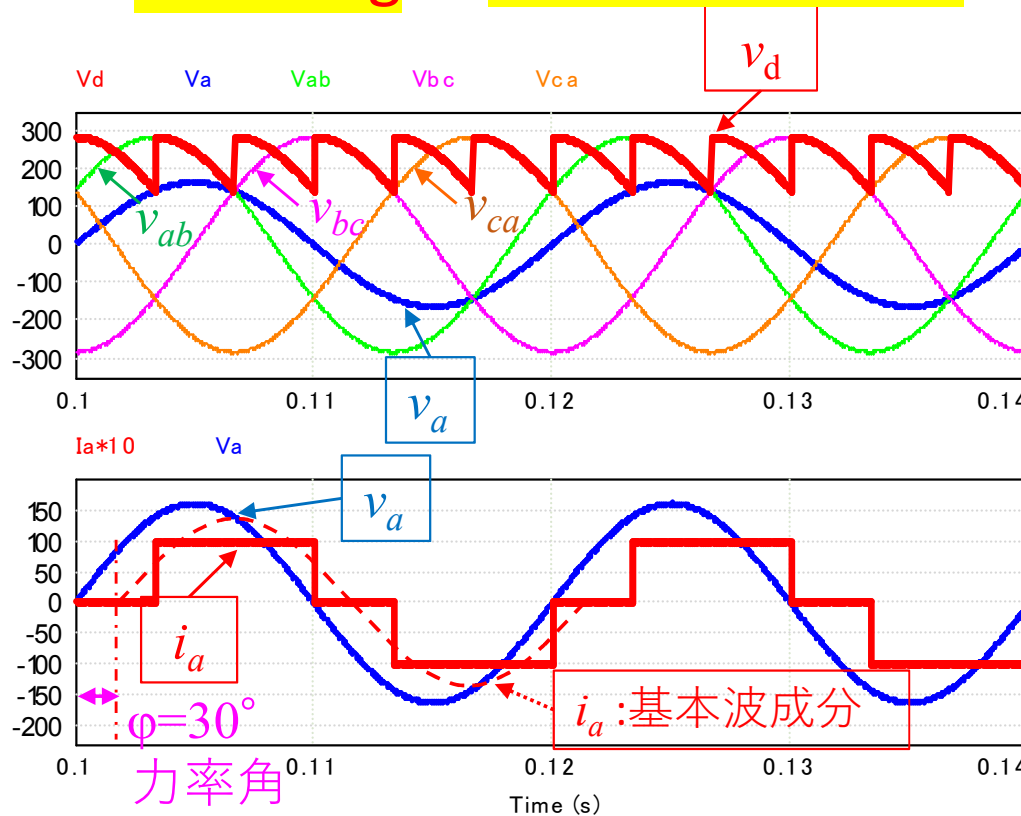 v_d
Vd Va Vab Vbc Vca
300
200
100
0
-100
-200
-300
v_ab
v_bc
v_ca
v_a
0.1 0.11 0.12 0.13 0.14
Ia*10 Va
150
100
50
0
-50
-100
-150
-200
v_a
i_a
i_a:基本波成分
φ=30°
力率角
0.1 0.11 0.12 0.13 0.14
Time (s)